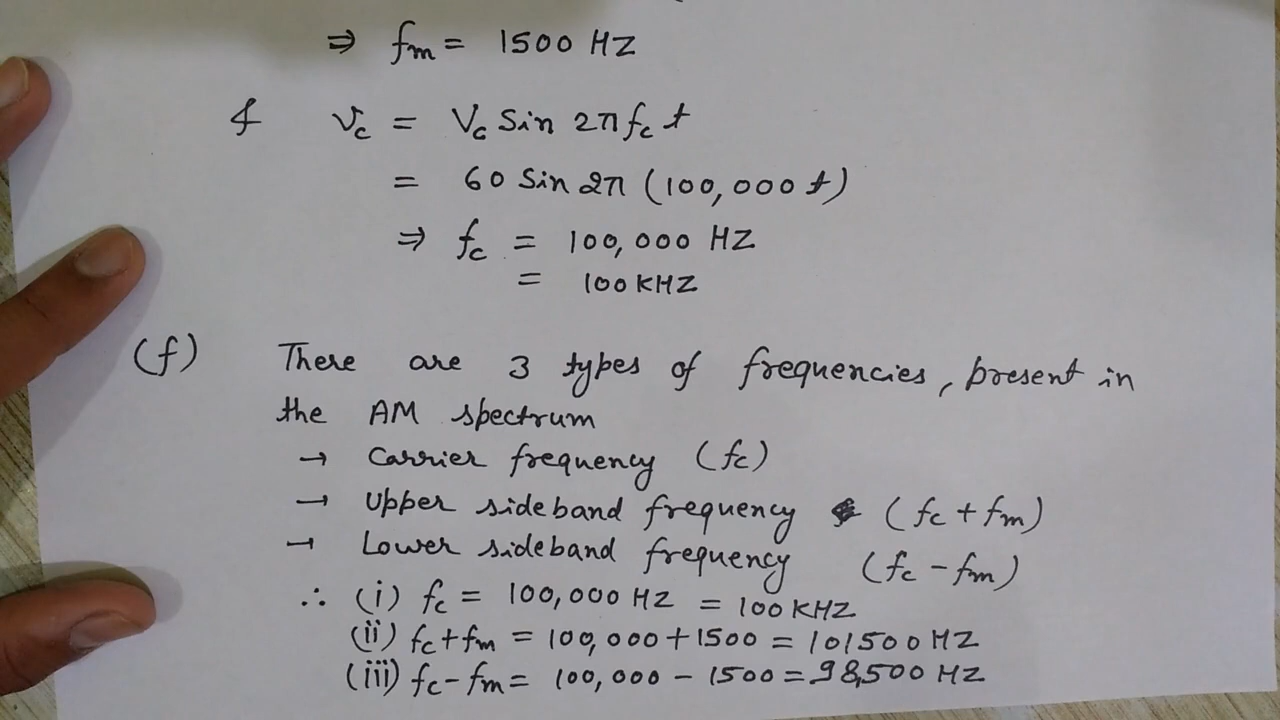 ⇒ fm = 1500 HZ
& vc = Vc Sin 2π fc t
= 60 Sin 2π (100,000 t)
⇒ fc = 100,000 HZ
= 100 KHZ
(f) There are 3 types of frequencies, present in
the AM spectrum
→ Carrier frequency (fc)
→ Upper sideband frequency (fc + fm)
→ Lower sideband frequency (fc - fm)
∴ (i) fc = 100,000 HZ = 100 KHZ
(ii) fc + fm = 100,000 + 1500 = 101500 HZ
(iii) fc - fm = 100,000 - 1500 = 98,500 HZ